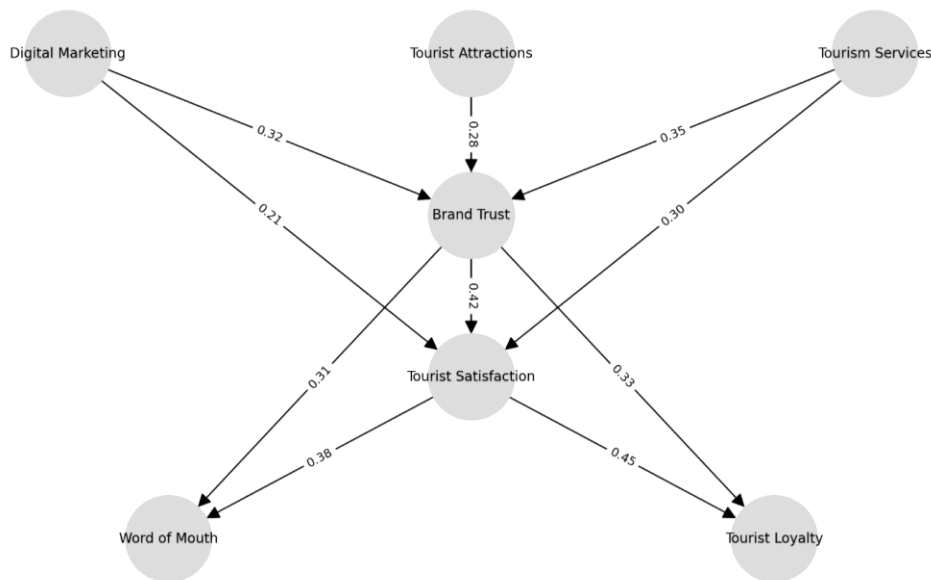 Digital Marketing
Tourist Attractions
Tourism Services
0.32
0.28
0.35
0.21
0.30
Brand Trust
0.42
0.31
0.33
Tourist Satisfaction
0.38
0.45
Word of Mouth
Tourist Loyalty